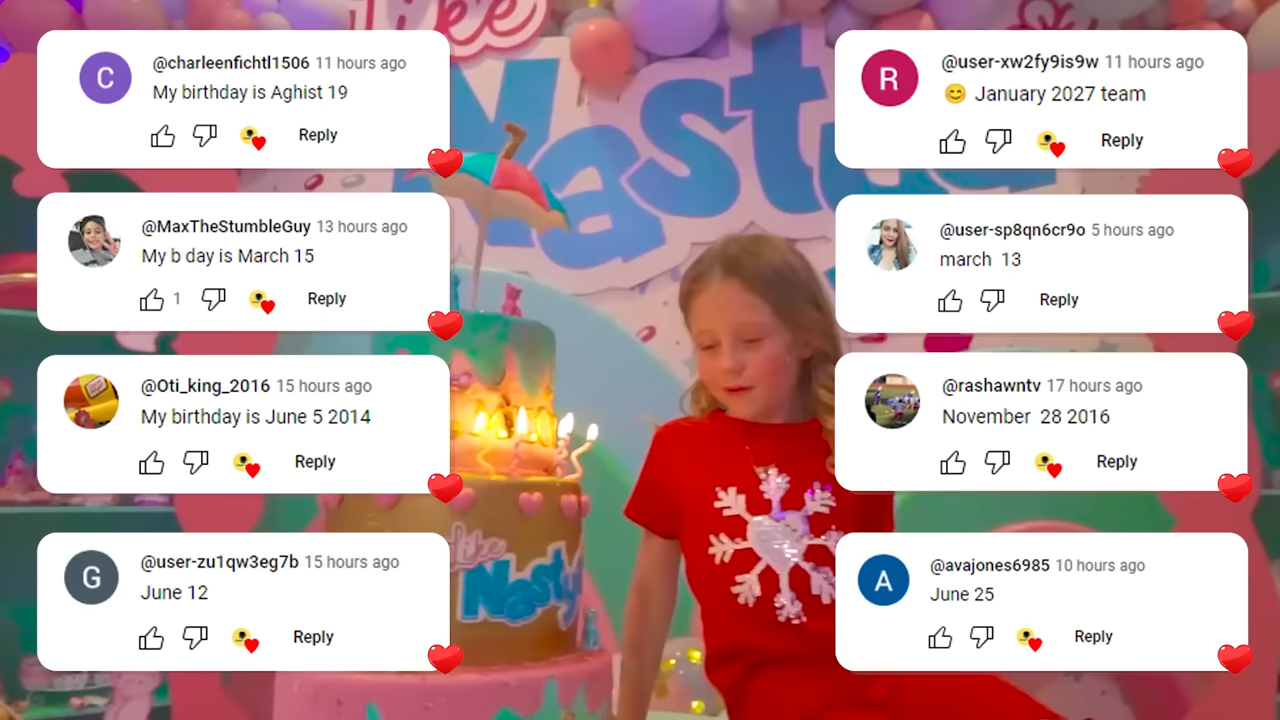 Like
Nasty
@charleenfichtl1506 11 hours ago
My birthday is Aghist 19
Reply
@MaxTheStumbleGuy 13 hours ago
My b day is March 15
1
Reply
@Oti_king_2016 15 hours ago
My birthday is June 5 2014
Reply
@user-zu1qw3eg7b 15 hours ago
June 12
Reply
@user-xw2fy9is9w 11 hours ago
😊 January 2027 team
Reply
@user-sp8qn6cr9o 5 hours ago
march 13
Reply
@rashawntv 17 hours ago
November 28 2016
Reply
@avajones6985 10 hours ago
June 25
Reply
C
G
R
A
Like
Nasty